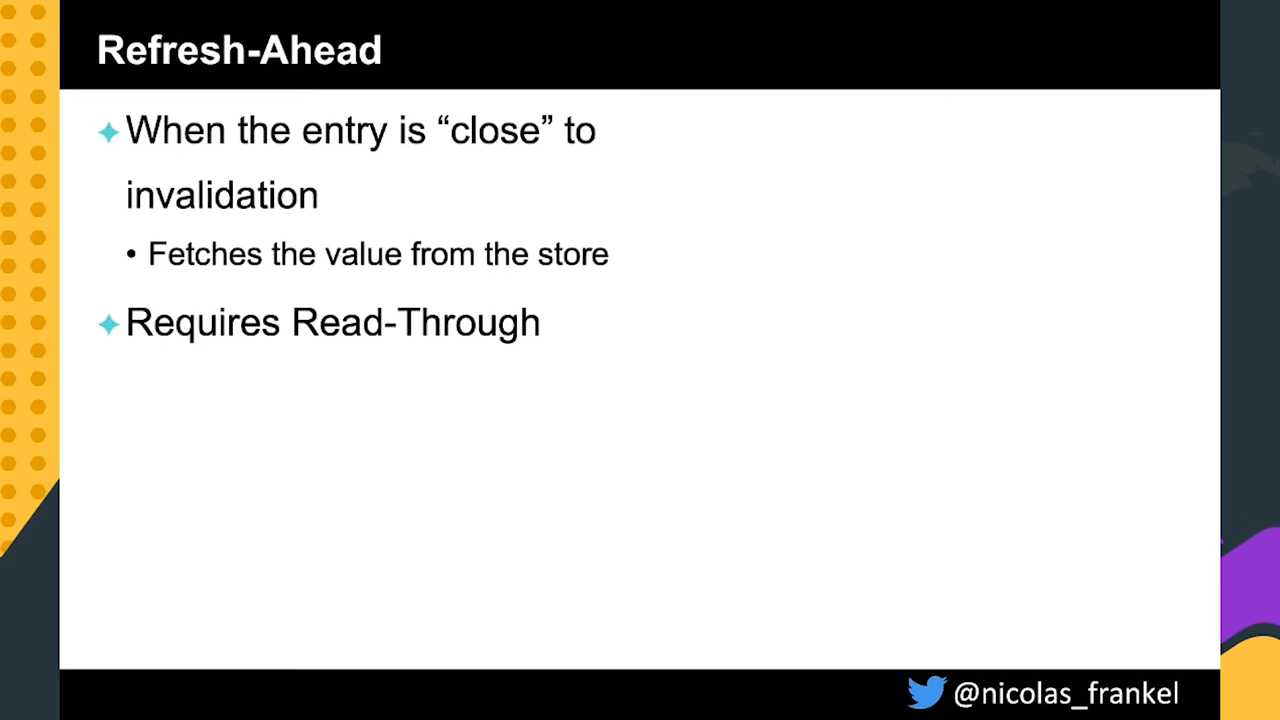 Refresh-Ahead
When the entry is “close” to
invalidation
• Fetches the value from the store
Requires Read-Through
@nicolas_frankel